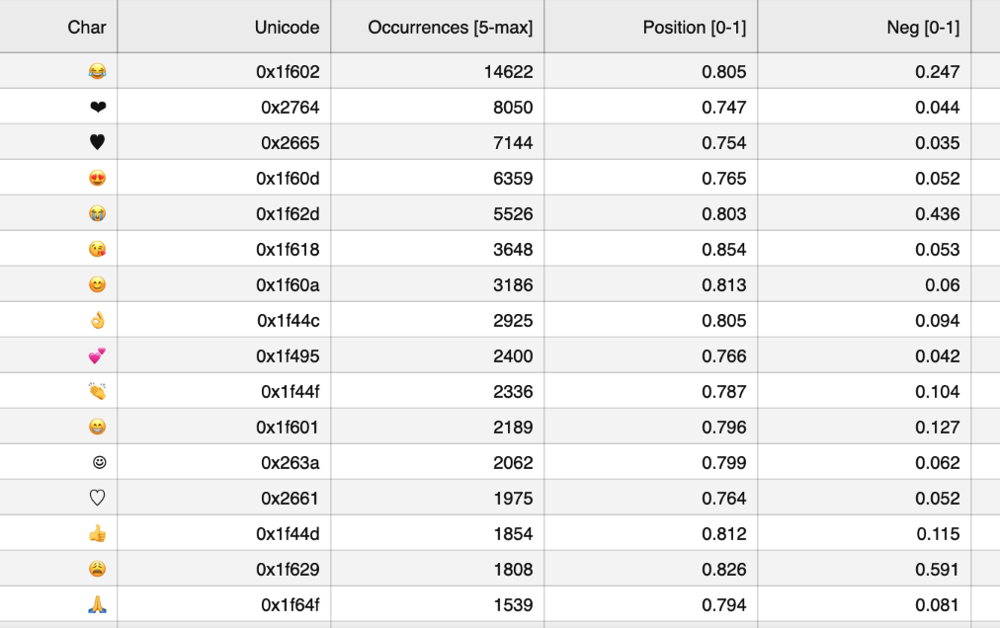 Char Unicode Occurrences [5-max] Position [0-1] Neg [0-1]
😂 0x1f602 14622 0.805 0.247
❤ 0x2764 8050 0.747 0.044
♥ 0x2665 7144 0.754 0.035
😍 0x1f60d 6359 0.765 0.052
😭 0x1f62d 5526 0.803 0.436
😘 0x1f618 3648 0.854 0.053
😊 0x1f60a 3186 0.813 0.06
👌 0x1f44c 2925 0.805 0.094
💕 0x1f495 2400 0.766 0.042
👏 0x1f44f 2336 0.787 0.104
😁 0x1f601 2189 0.796 0.127
☺ 0x263a 2062 0.799 0.062
♡ 0x2661 1975 0.764 0.052
👍 0x1f44d 1854 0.812 0.115
😩 0x1f629 1808 0.826 0.591
🙏 0x1f64f 1539 0.794 0.081